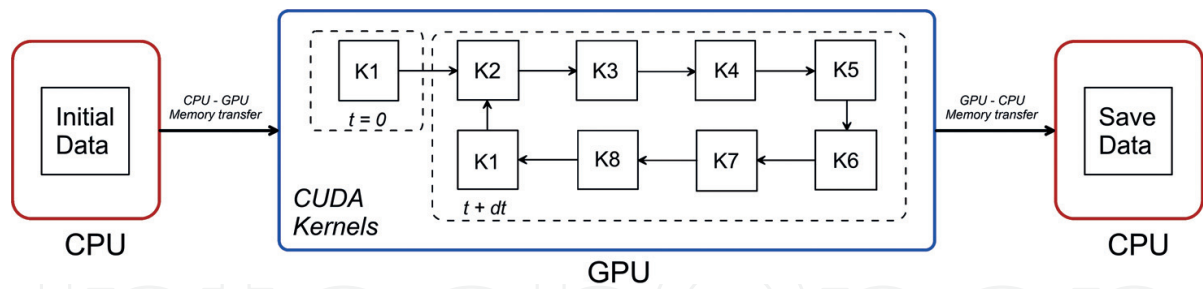 Initial
Data
CPU
CPU - GPU
Memory transfer
K1
t = 0
K2
K3
K4
K5
K1
K8
K7
K6
t + dt
CUDA
Kernels
GPU
GPU - CPU
Memory transfer
Save
Data
CPU